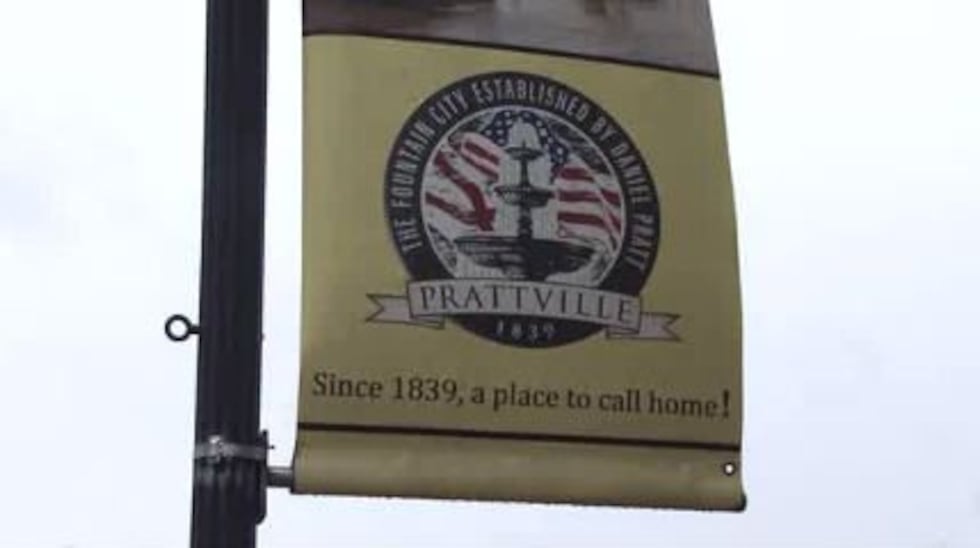 THE FOUNTAIN CITY ESTABLISHED BY DANIEL PRATT
PRATTVILLE
1839
Since 1839, a place to call home!